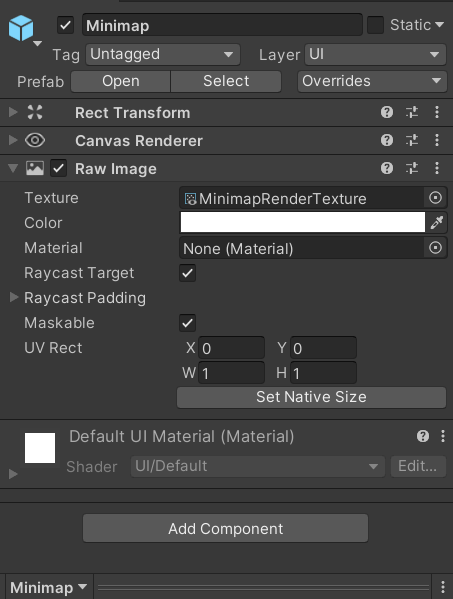 Minimap Static
Tag Untagged Layer UI
Prefab Open Select Overrides
Rect Transform
Canvas Renderer
Raw Image
Texture MinimapRenderTexture
Color
Material None (Material)
Raycast Target
Raycast Padding
Maskable
UV Rect X 0 Y 0
W 1 H 1
Set Native Size
Default UI Material (Material)
Shader UI/Default Edit...
Add Component
Minimap